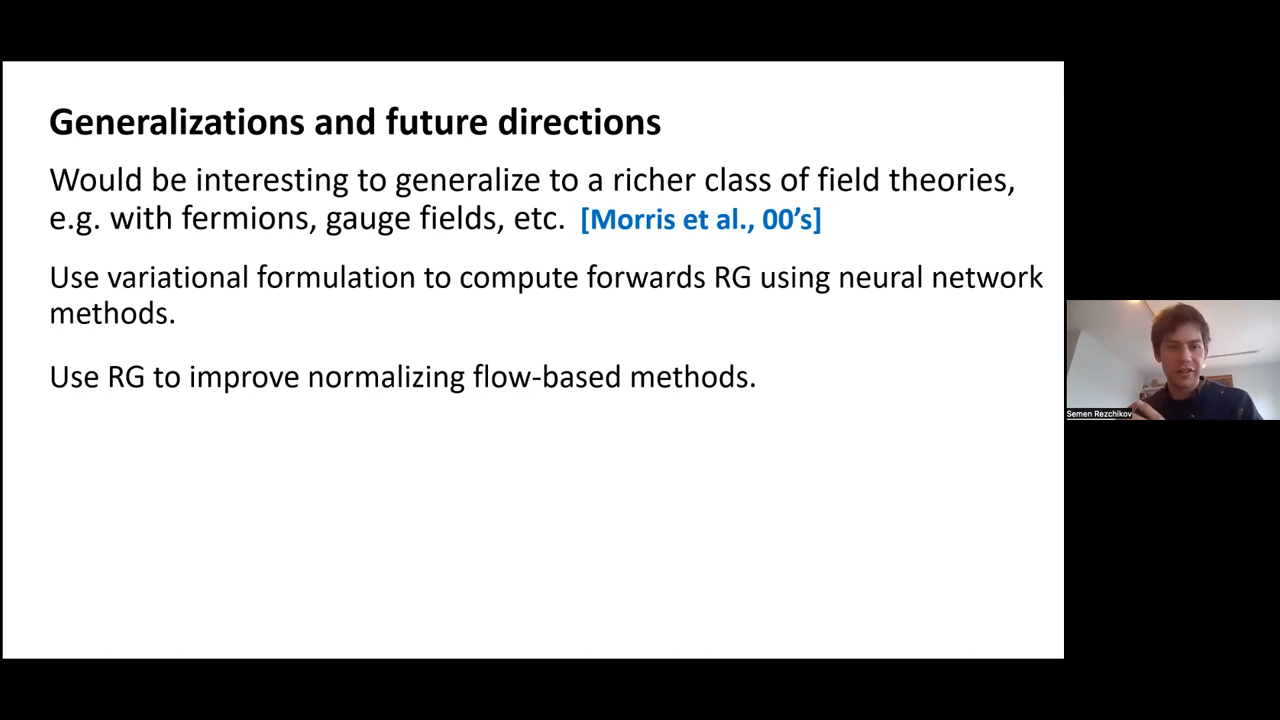 Generalizations and future directions
Would be interesting to generalize to a richer class of field theories,
e.g. with fermions, gauge fields, etc. [Morris et al., 00’s]
Use variational formulation to compute forwards RG using neural network
methods.
Use RG to improve normalizing flow-based methods.
Semen Rezchikov